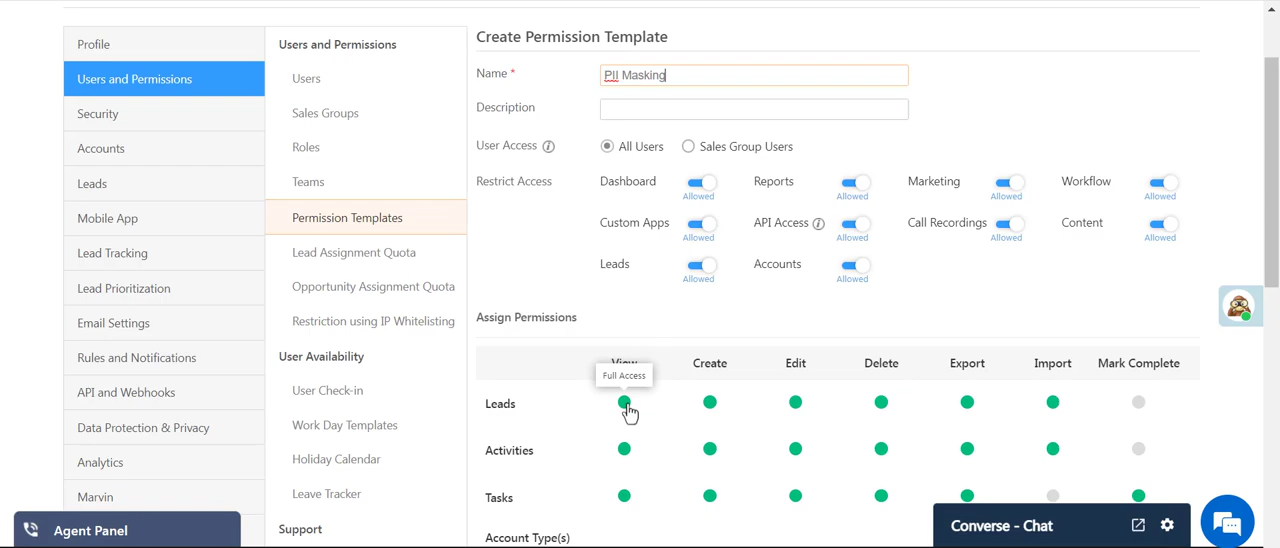 Profile
Users and Permissions
Security
Accounts
Leads
Mobile App
Lead Tracking
Lead Prioritization
Email Settings
Rules and Notifications
API and Webhooks
Data Protection & Privacy
Analytics
Marvin
Agent Panel
Users and Permissions
Users
Sales Groups
Roles
Teams
Permission Templates
Lead Assignment Quota
Opportunity Assignment Quota
Restriction using IP Whitelisting
User Availability
User Check-in
Work Day Templates
Holiday Calendar
Leave Tracker
Support
Create Permission Template
Name * PII Masking
Description
User Access i All Users Sales Group Users
Restrict Access Dashboard Allowed Reports Allowed Marketing Allowed Workflow Allowed
Custom Apps Allowed API Access i Allowed Call Recordings Allowed Content Allowed
Leads Allowed Accounts Allowed
Assign Permissions
View Create Edit Delete Export Import Mark Complete
Full Access
Leads
Activities
Tasks
Account Type(s)
Converse - Chat